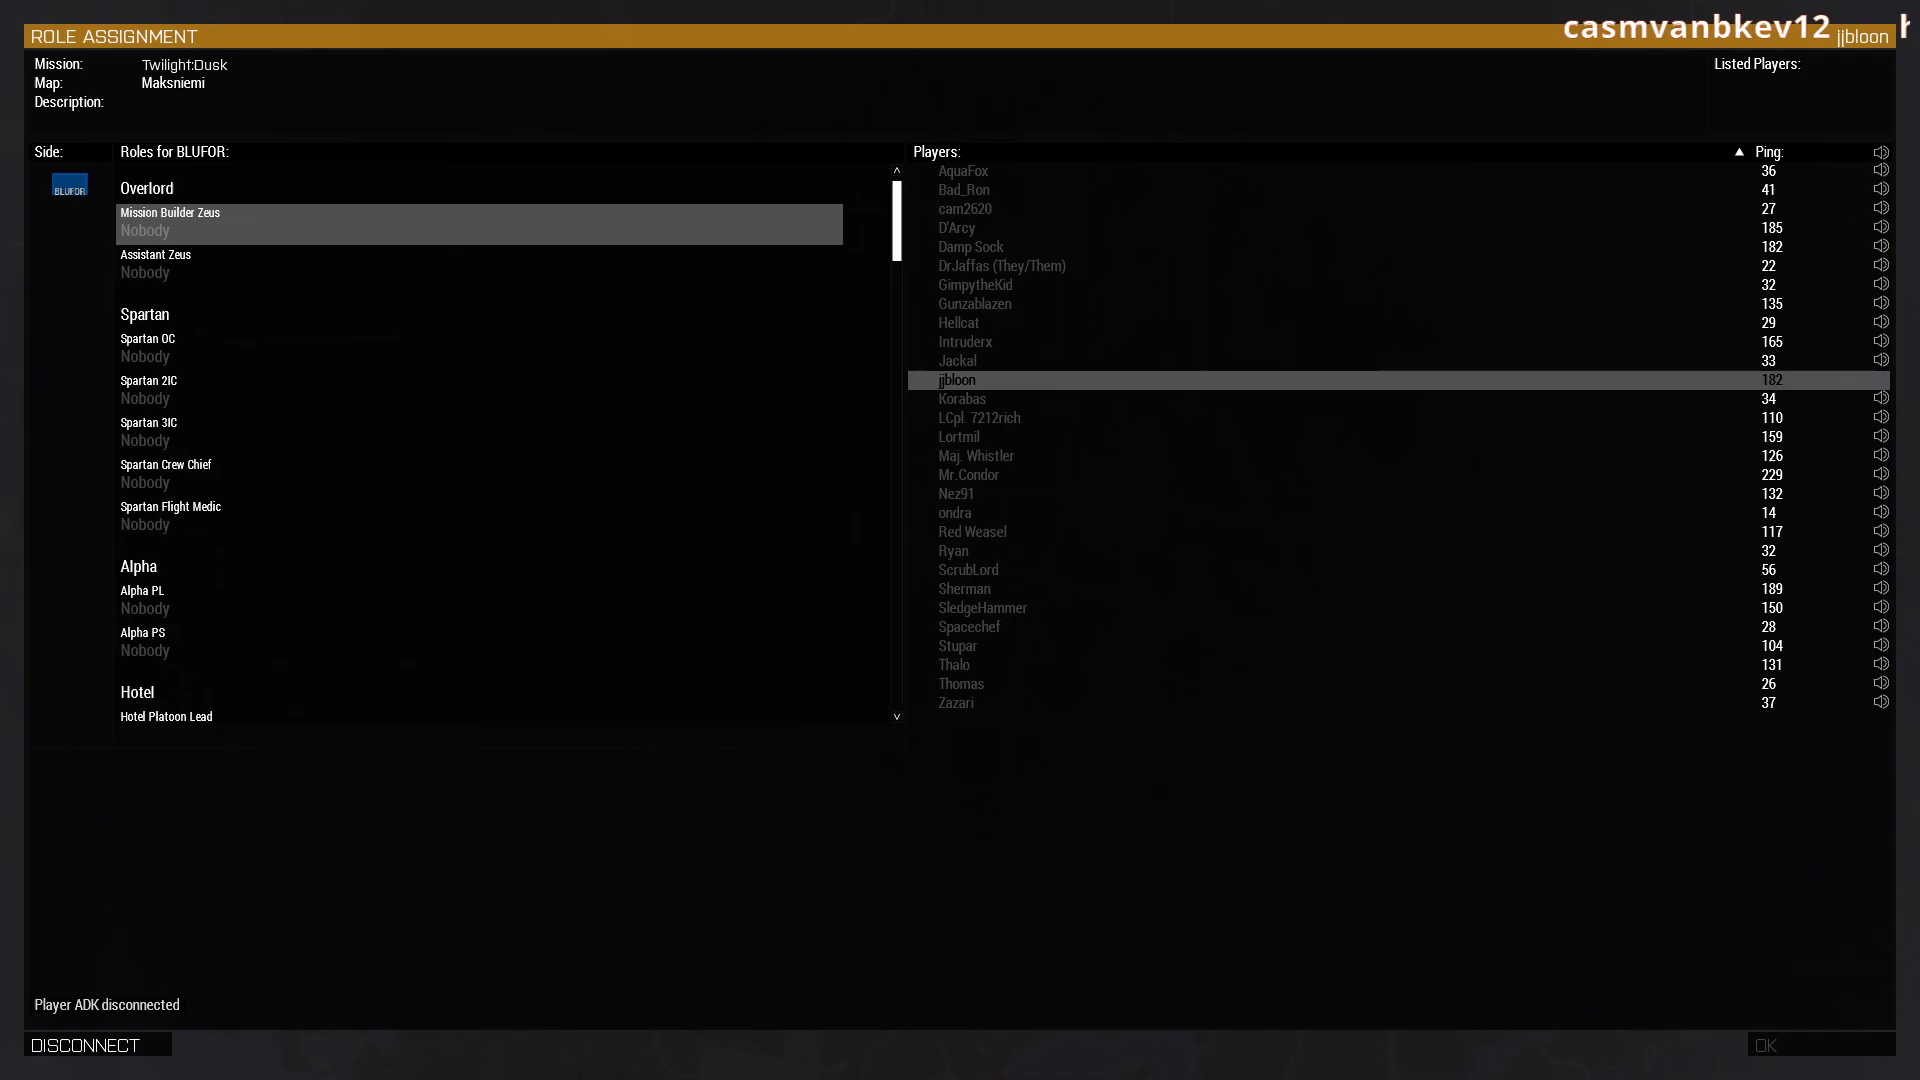 casmvanbkev12
ROLE ASSIGNMENT
jjbloon
Mission: Twilight:Dusk
Listed Players:
Map: Maksniemi
Description:
Side:
Roles for BLUFOR:
Players:
Ping:
BLUFOR
Overlord
Mission Builder Zeus
Nobody
Assistant Zeus
Nobody
Spartan
Spartan OC
Nobody
Spartan 2IC
Nobody
Spartan 3IC
Nobody
Spartan Crew Chief
Nobody
Spartan Flight Medic
Nobody
Alpha
Alpha PL
Nobody
Alpha PS
Nobody
Hotel
Hotel Platoon Lead
AquaFox 36
Bad_Ron 41
cam2620 27
D'Arcy 185
Damp Sock 182
DrJaffas (They/Them) 22
GimpytheKid 32
Gunzablazen 135
Hellcat 29
Intruderx 165
Jackal 33
jjbloon 182
Korabas 34
LCpl. 7212rich 110
Lortmil 159
Maj. Whistler 126
Mr.Condor 229
Nez91 132
ondra 14
Red Weasel 117
Ryan 32
ScrubLord 56
Sherman 189
SledgeHammer 150
Spacechef 28
Stupar 104
Thalo 131
Thomas 26
Zazari 37
Player ADK disconnected
DISCONNECT
OK